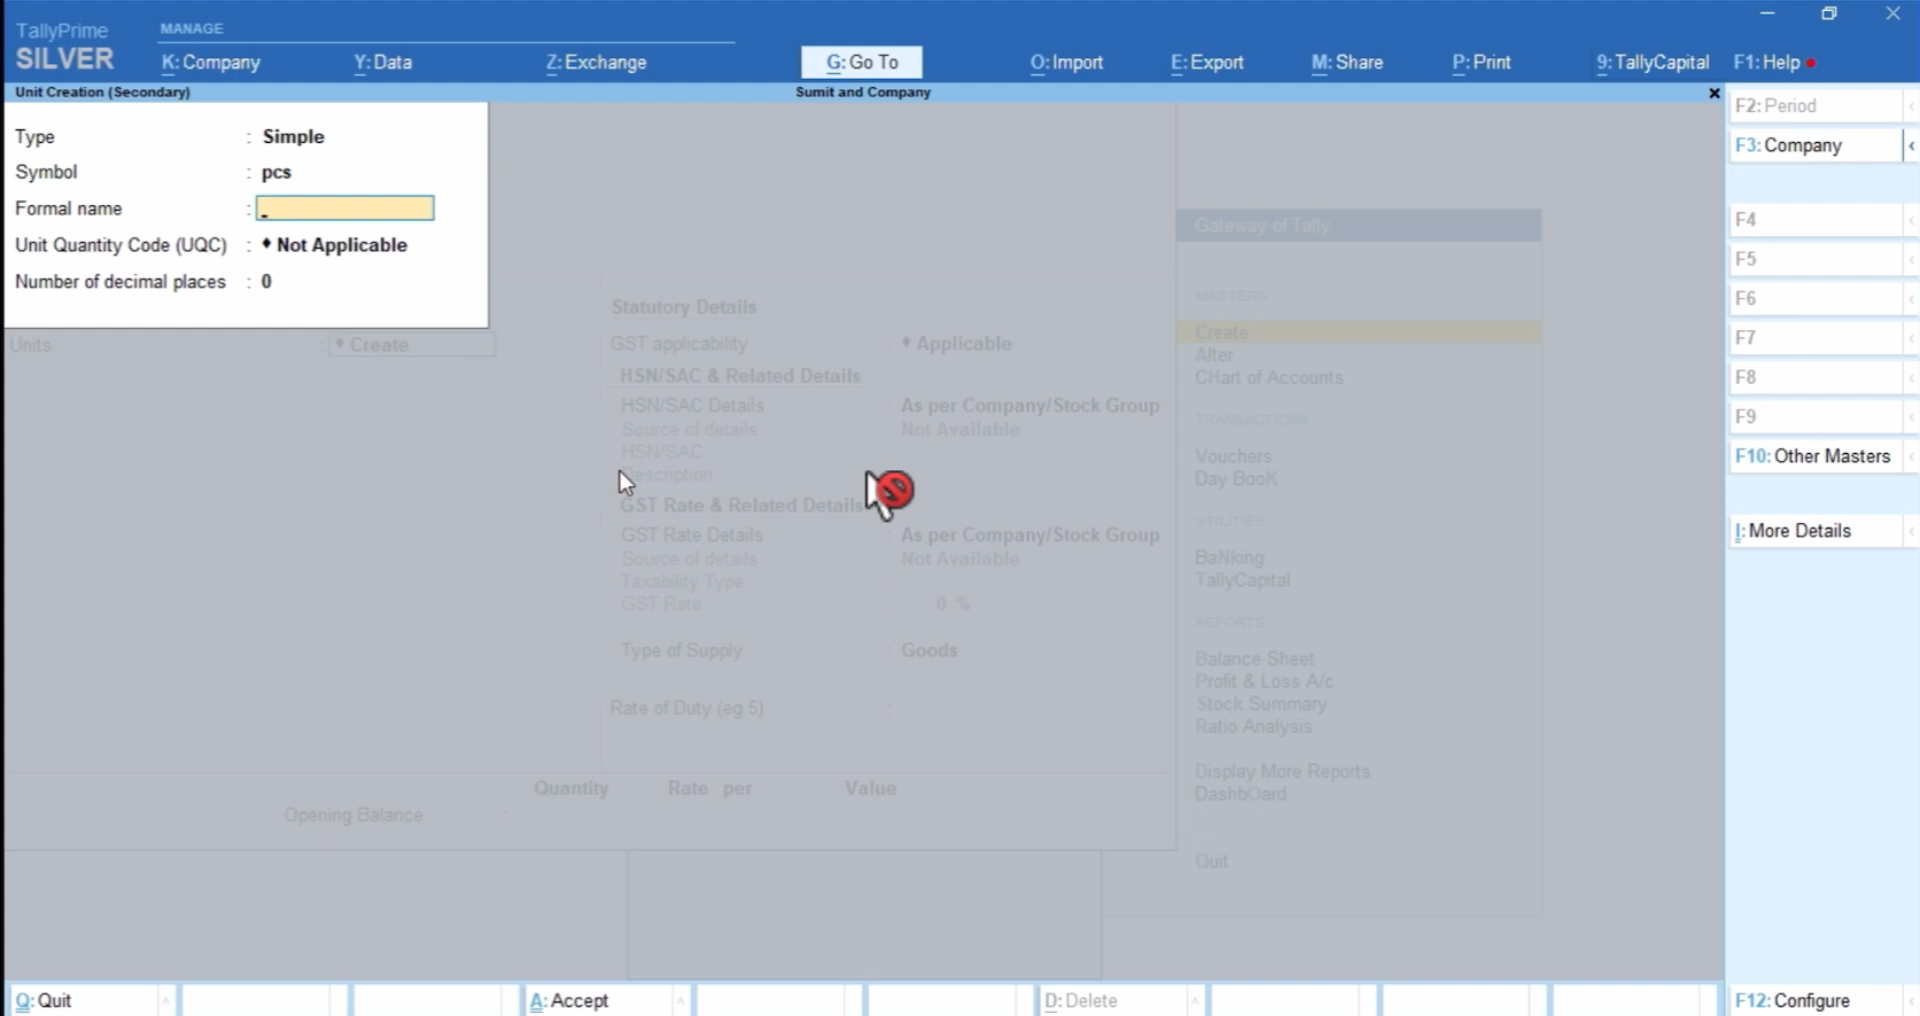 TallyPrime
SILVER
MANAGE
K: Company
Y: Data
Z: Exchange
G: Go To
O: Import
E: Export
M: Share
P: Print
9: TallyCapital
F1: Help
Unit Creation (Secondary)
Sumit and Company
Type : Simple
Symbol : pcs
Formal name :
Unit Quantity Code (UQC) : ♦ Not Applicable
Number of decimal places : 0
Units : ♦ Create
Statutory Details
GST applicability : ♦ Applicable
HSN/SAC & Related Details
HSN/SAC Details : As per Company/Stock Group
Source of details Not Available
HSN/SAC
Description
GST Rate & Related Details
GST Rate Details : As per Company/Stock Group
Source of details Not Available
Taxability Type
GST Rate : 0 %
Type of Supply : Goods
Rate of Duty (eg 5) :
Quantity Rate per Value
Opening Balance :
Gateway of Tally
MASTERS
Create
Alter
CHart of Accounts
TRANSACTIONS
Vouchers
Day BooK
UTILITIES
BaNking
TallyCapital
REPORTS
Balance Sheet
Profit & Loss A/c
Stock Summary
Ratio Analysis
Display More Reports
DashbOard
Quit
F2: Period
F3: Company
F4
F5
F6
F7
F8
F9
F10: Other Masters
I: More Details
Q: Quit
A: Accept
D: Delete
F12: Configure